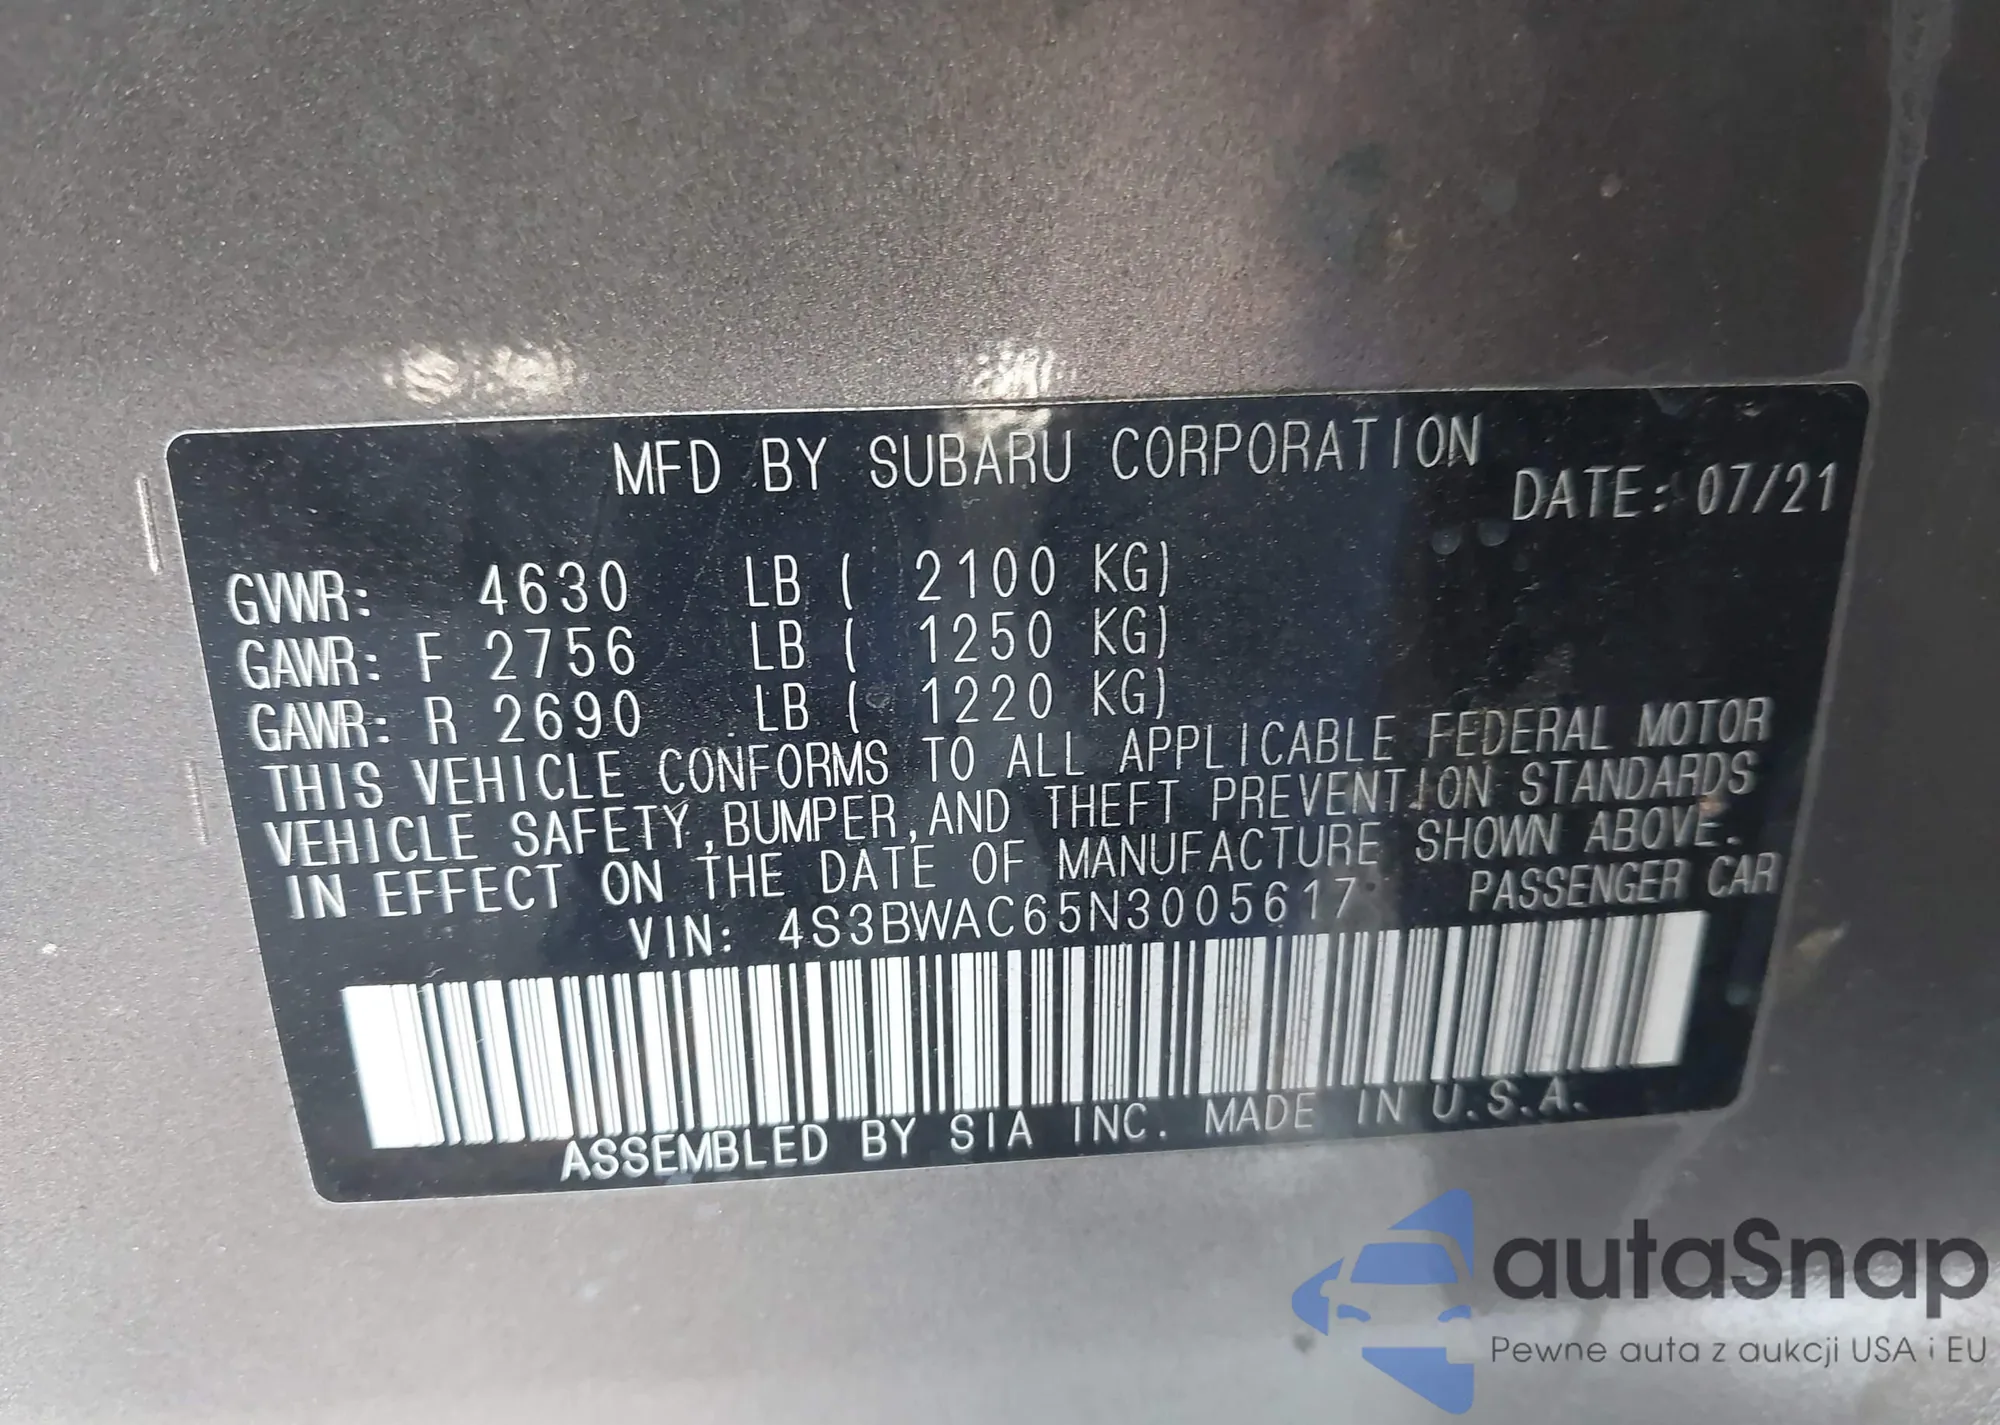 MFD BY SUBARU CORPORATION
DATE: 07/21
GVWR: 4630 LB ( 2100 KG)
GAWR: F 2756 LB ( 1250 KG)
GAWR: R 2690 LB ( 1220 KG)
THIS VEHICLE CONFORMS TO ALL APPLICABLE FEDERAL MOTOR
VEHICLE SAFETY,BUMPER,AND THEFT PREVENTION STANDARDS
IN EFFECT ON THE DATE OF MANUFACTURE SHOWN ABOVE.
VIN: 4S3BWAC65N3005617 PASSENGER CAR
ASSEMBLED BY SIA INC. MADE IN U.S.A.
autaSnap
Pewne auta z aukcji USA i EU